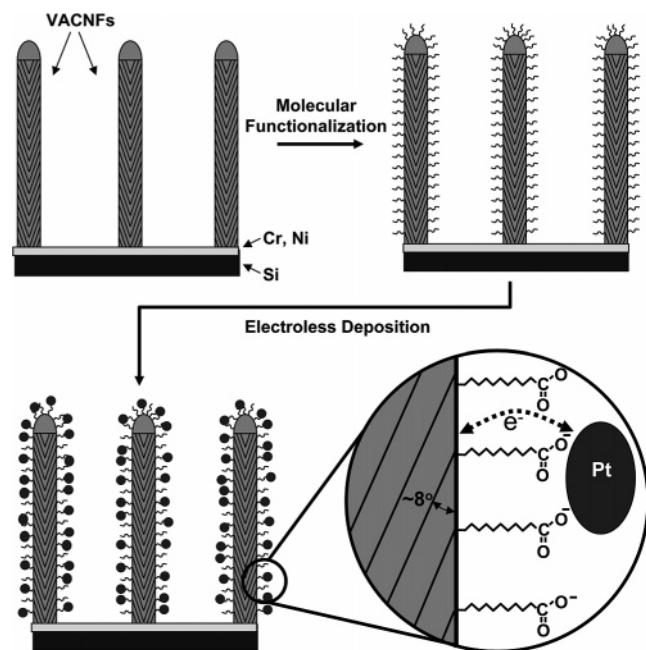 VACNFs
Molecular
Functionalization
Cr, Ni
Si
Electroless Deposition
C O
O
e-
C O-
O
Pt
~8°
C O-
O
C O-
O